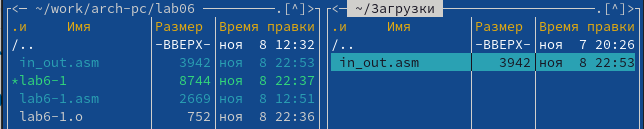 <— ~/work/arch-pc/lab06 —.[^]> <— ~/Загрузки —.[^]>
.и Имя Размер Время правки .и Имя Размер Время правки
/.. -ВВЕРХ- ноя 8 12:32 /.. -ВВЕРХ- ноя 7 20:26
in_out.asm 3942 ноя 8 22:53 in_out.asm 3942 ноя 8 22:53
*lab6-1 8744 ноя 8 22:37
lab6-1.asm 2669 ноя 8 12:51
lab6-1.o 752 ноя 8 22:36